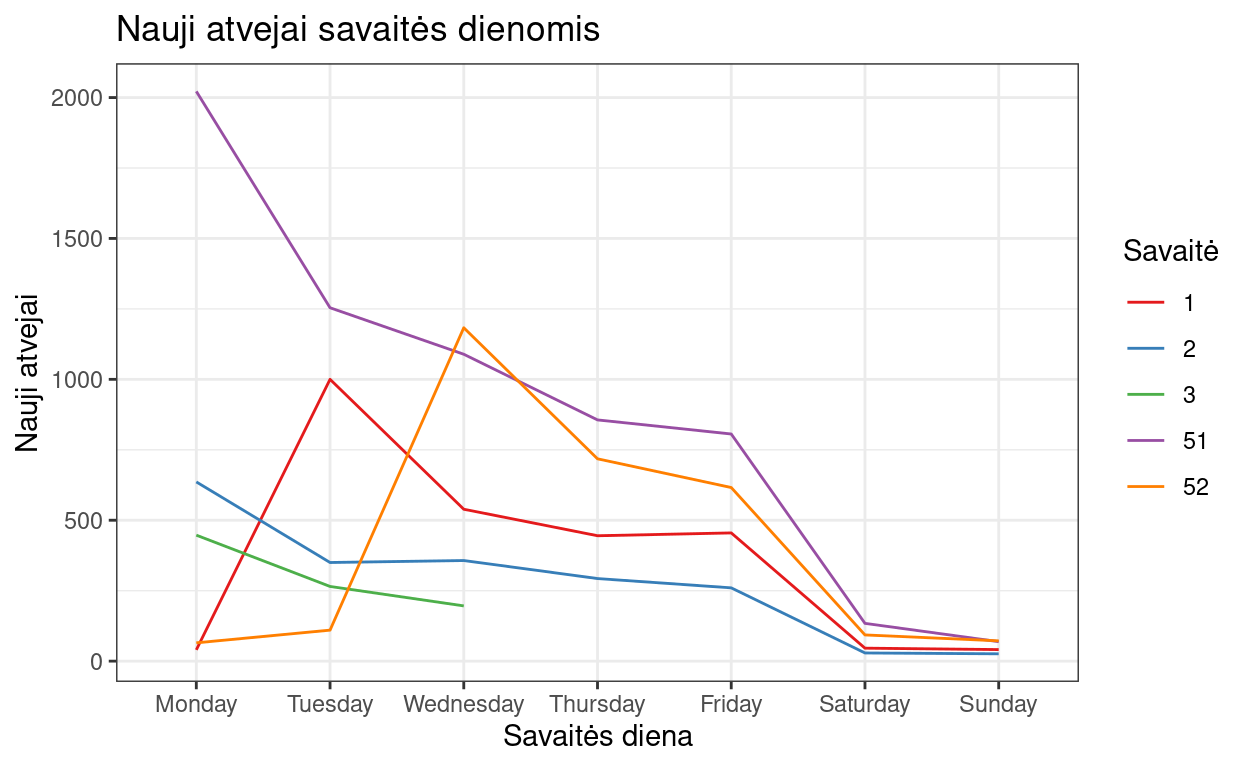 Nauji atvejai savaitės dienomis
2000
1500
1000
500
0
Nauji atvejai
Monday Tuesday Wednesday Thursday Friday Saturday Sunday
Savaitės diena
Savaitė
1
2
3
51
52